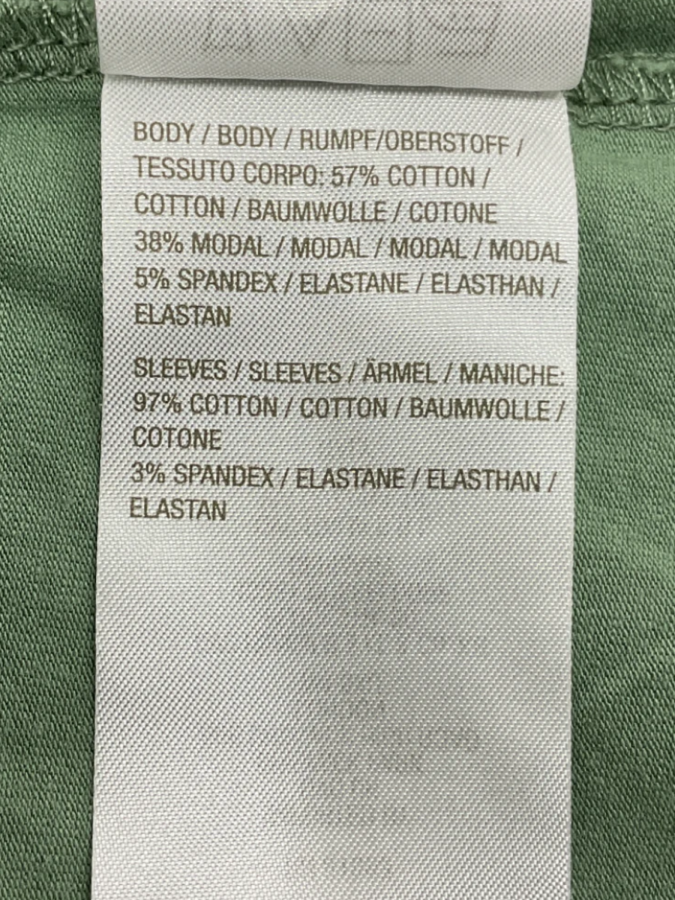 BODY / BODY / RUMPF/OBERSTOFF /
TESSUTO CORPO: 57% COTTON /
COTTON / BAUMWOLLE / COTONE
38% MODAL / MODAL / MODAL / MODAL
5% SPANDEX / ELASTANE / ELASTHAN /
ELASTAN
SLEEVES / SLEEVES / ÄRMEL / MANICHE:
97% COTTON / COTTON / BAUMWOLLE /
COTONE
3% SPANDEX / ELASTANE / ELASTHAN /
ELASTAN